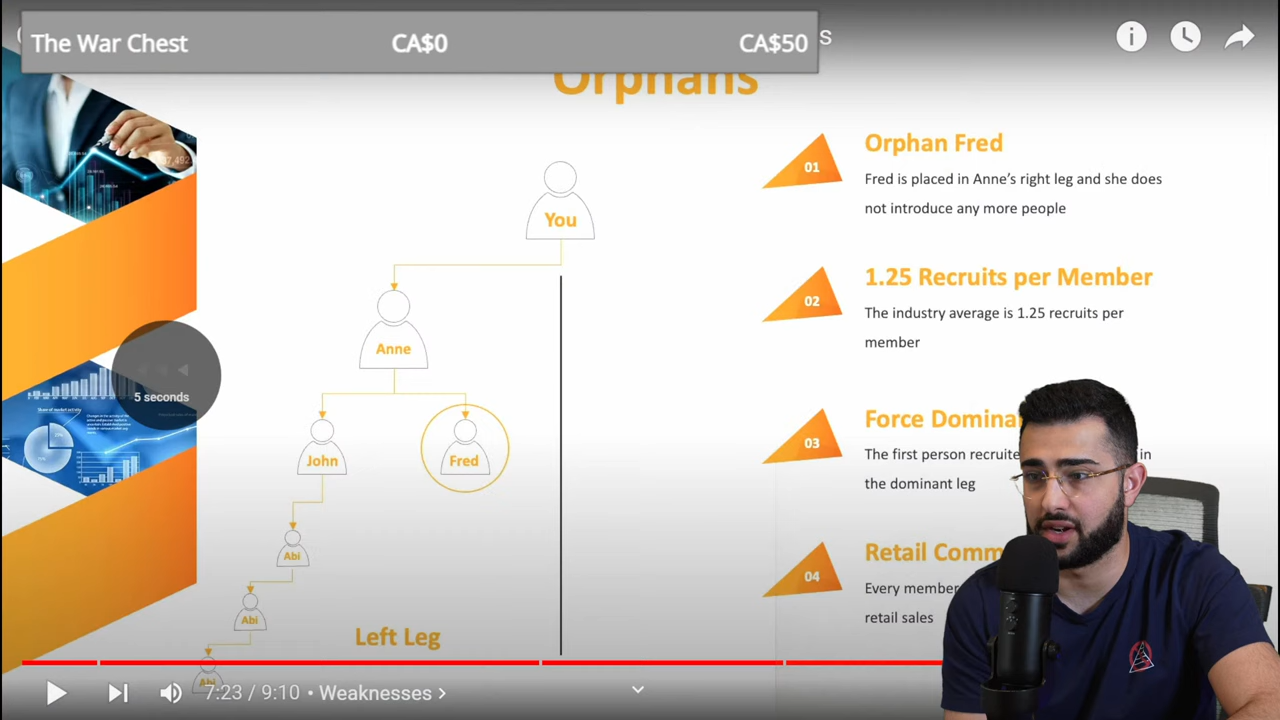 The War Chest CA$0 CA$50
s
Orphans
You
Anne
John
Fred
Abi
Abi
Left Leg
5 seconds
01
Orphan Fred
Fred is placed in Anne's right leg and she does
not introduce any more people
02
1.25 Recruits per Member
The industry average is 1.25 recruits per
member
03
Force Domina
The first person recruite in
the dominant leg
04
Retail Comm
Every member
retail sales
7:23 / 9:10 • Weaknesses ›